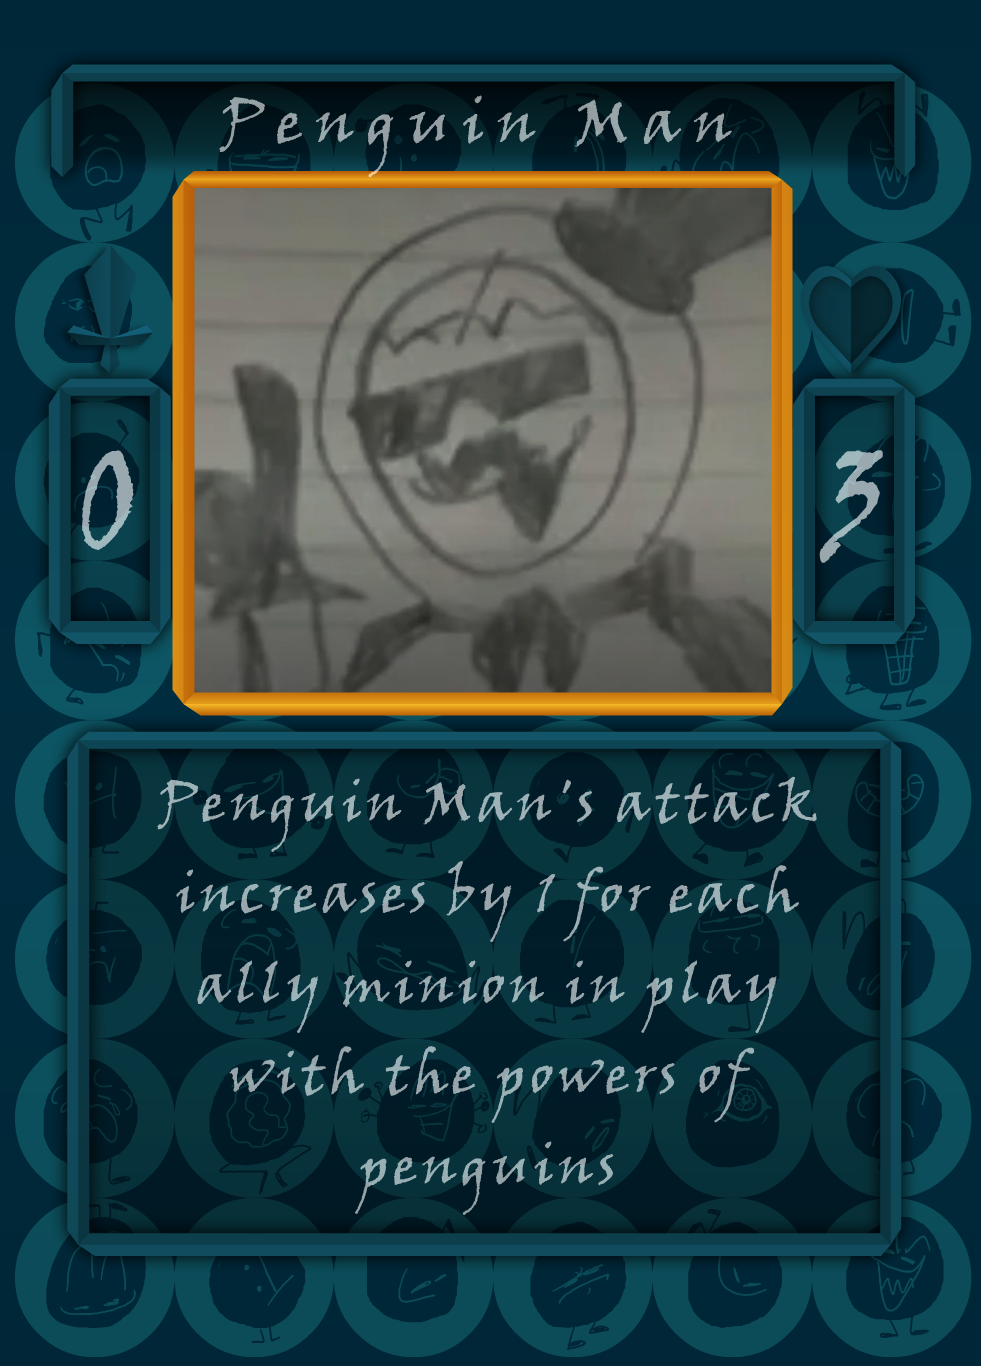 Penguin Man
0
3
Penguin Man's attack
increases by 1 for each
ally minion in play
with the powers of
penguins